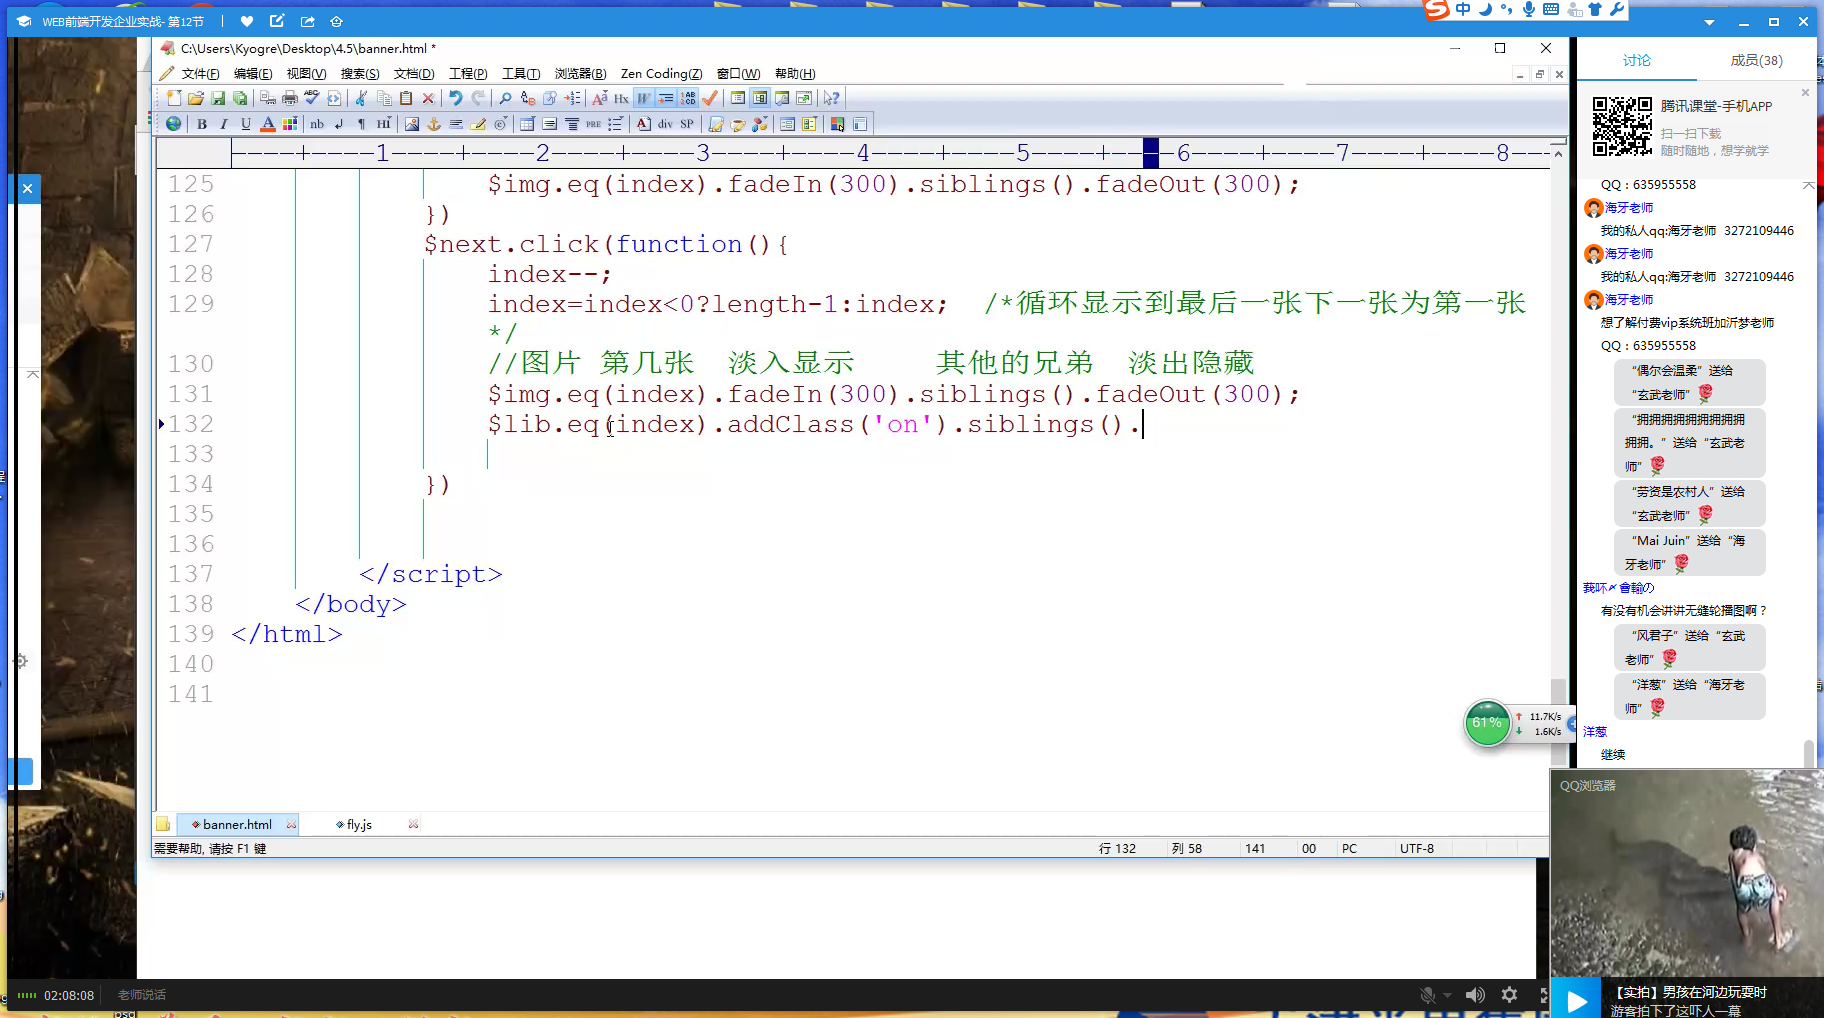 WEB前端开发企业实战- 第12节
C:\Users\Kyogre\Desktop\4.5\banner.html *
文件(F) 编辑(E) 视图(V) 搜索(S) 文档(D) 工程(P) 工具(T) 浏览器(B) Zen Coding(Z) 窗口(W) 帮助(H)
----+----1----+----2----+----3----+----4----+----5----+----6----+----7----+----8
125 $img.eq(index).fadeIn(300).siblings().fadeOut(300);
126 })
127 $next.click(function(){
128 index--;
129 index=index<0?length-1:index; /*循环显示到最后一张下一张为第一张
*/
130 //图片 第几张 淡入显示 其他的兄弟 淡出隐藏
131 $img.eq(index).fadeIn(300).siblings().fadeOut(300);
132 $lib.eq(index).addClass('on').siblings().
133
134 })
135
136
137 </script>
138 </body>
139 </html>
140
141
banner.html fly.js
需要帮助, 请按 F1 键 行 132 列 58 141 00 PC UTF-8
讨论 成员(38)
腾讯课堂-手机APP
扫一扫下载
随时随地，想学就学
QQ：635955558
海牙老师
我的私人qq:海牙老师 3272109446
海牙老师
我的私人qq:海牙老师 3272109446
海牙老师
想了解付费vip系统班加沂梦老师
QQ：635955558
“偶尔会温柔”送给
“玄武老师”
“拥拥拥拥拥拥拥拥拥
拥拥。”送给“玄武老
师”
“劳资是农村人”送给
“玄武老师”
“Mai Juin”送给“海
牙老师”
有没有机会讲讲无缝轮播图啊？
“风君子”送给“玄武
老师”
“洋葱”送给“海牙老
师”
洋葱
继续
61% 11.7K/s
1.6K/s
QQ浏览器
【实拍】男孩在河边玩耍时
游客拍下了这吓人一幕
02:08:08 老师说话